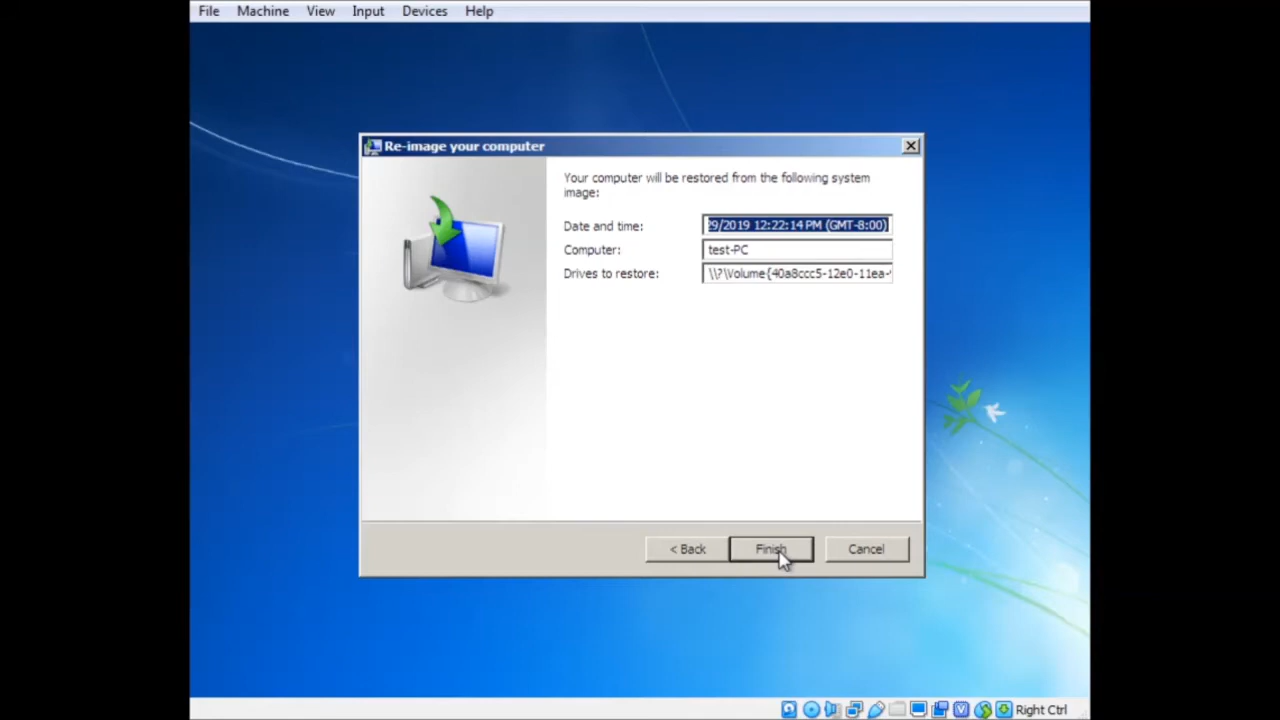 File Machine View Input Devices Help
Re-image your computer
Your computer will be restored from the following system
image:
Date and time: 29/2019 12:22:14 PM (GMT-8:00)
Computer: test-PC
Drives to restore: \\?\Volume{40a8ccc5-12e0-11ea-
< Back Finish Cancel
Right Ctrl